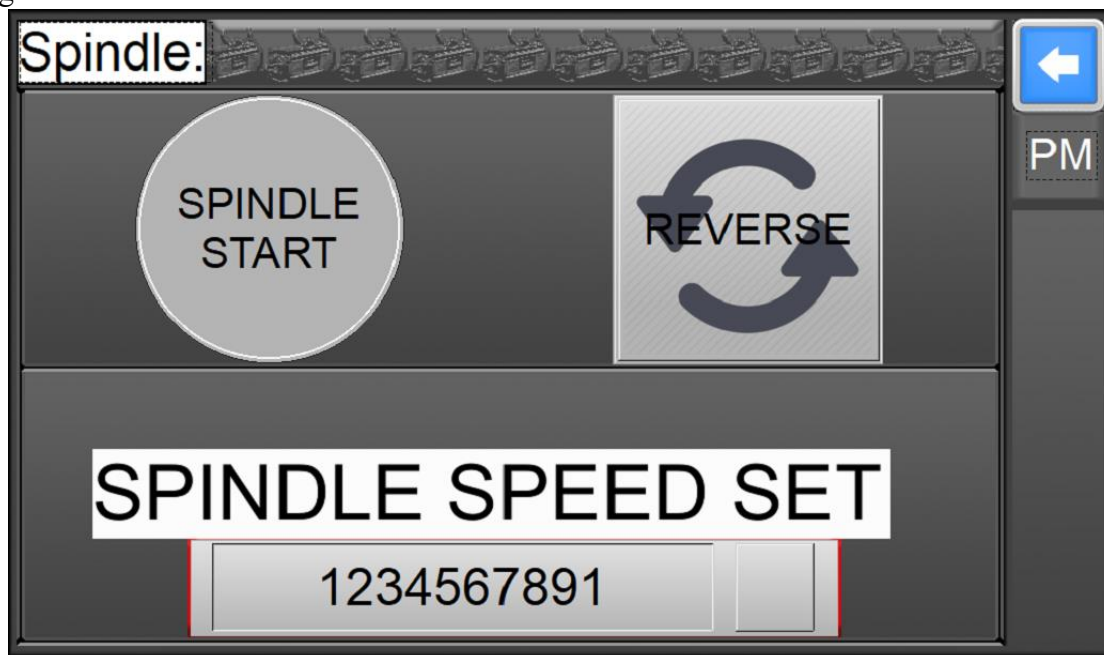 Spindle:
PM
SPINDLE
START
REVERSE
SPINDLE SPEED SET
1234567891